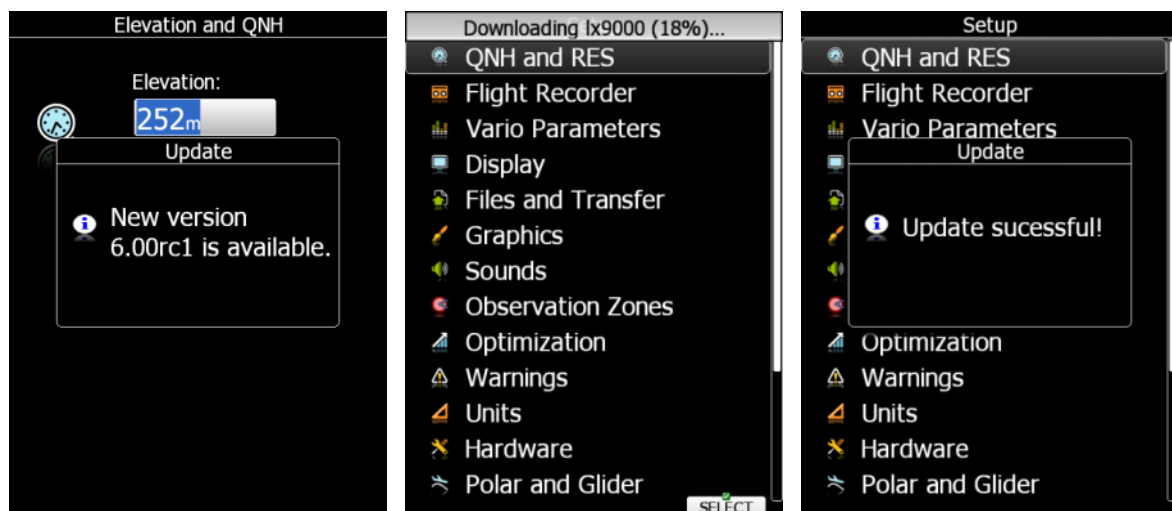 Elevation and QNH
Elevation:
252m
Update
New version
6.00rc1 is available.
Downloading lx9000 (18%)...
QNH and RES
Flight Recorder
Vario Parameters
Display
Files and Transfer
Graphics
Sounds
Observation Zones
Optimization
Warnings
Units
Hardware
Polar and Glider
SELECT
Setup
QNH and RES
Flight Recorder
Vario Parameters
Update
Update sucessful!
Optimization
Warnings
Units
Hardware
Polar and Glider